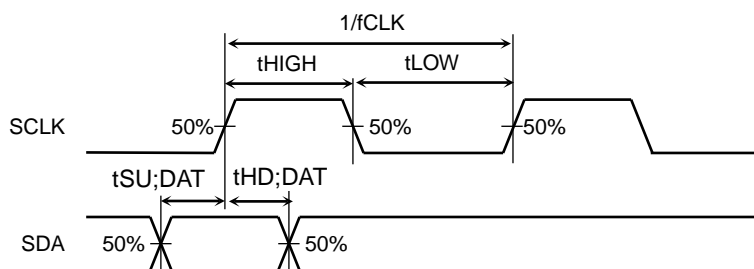 1/fCLK
tHIGH tLOW
SCLK 50% 50% 50%
tSU;DAT tHD;DAT
SDA 50% 50%